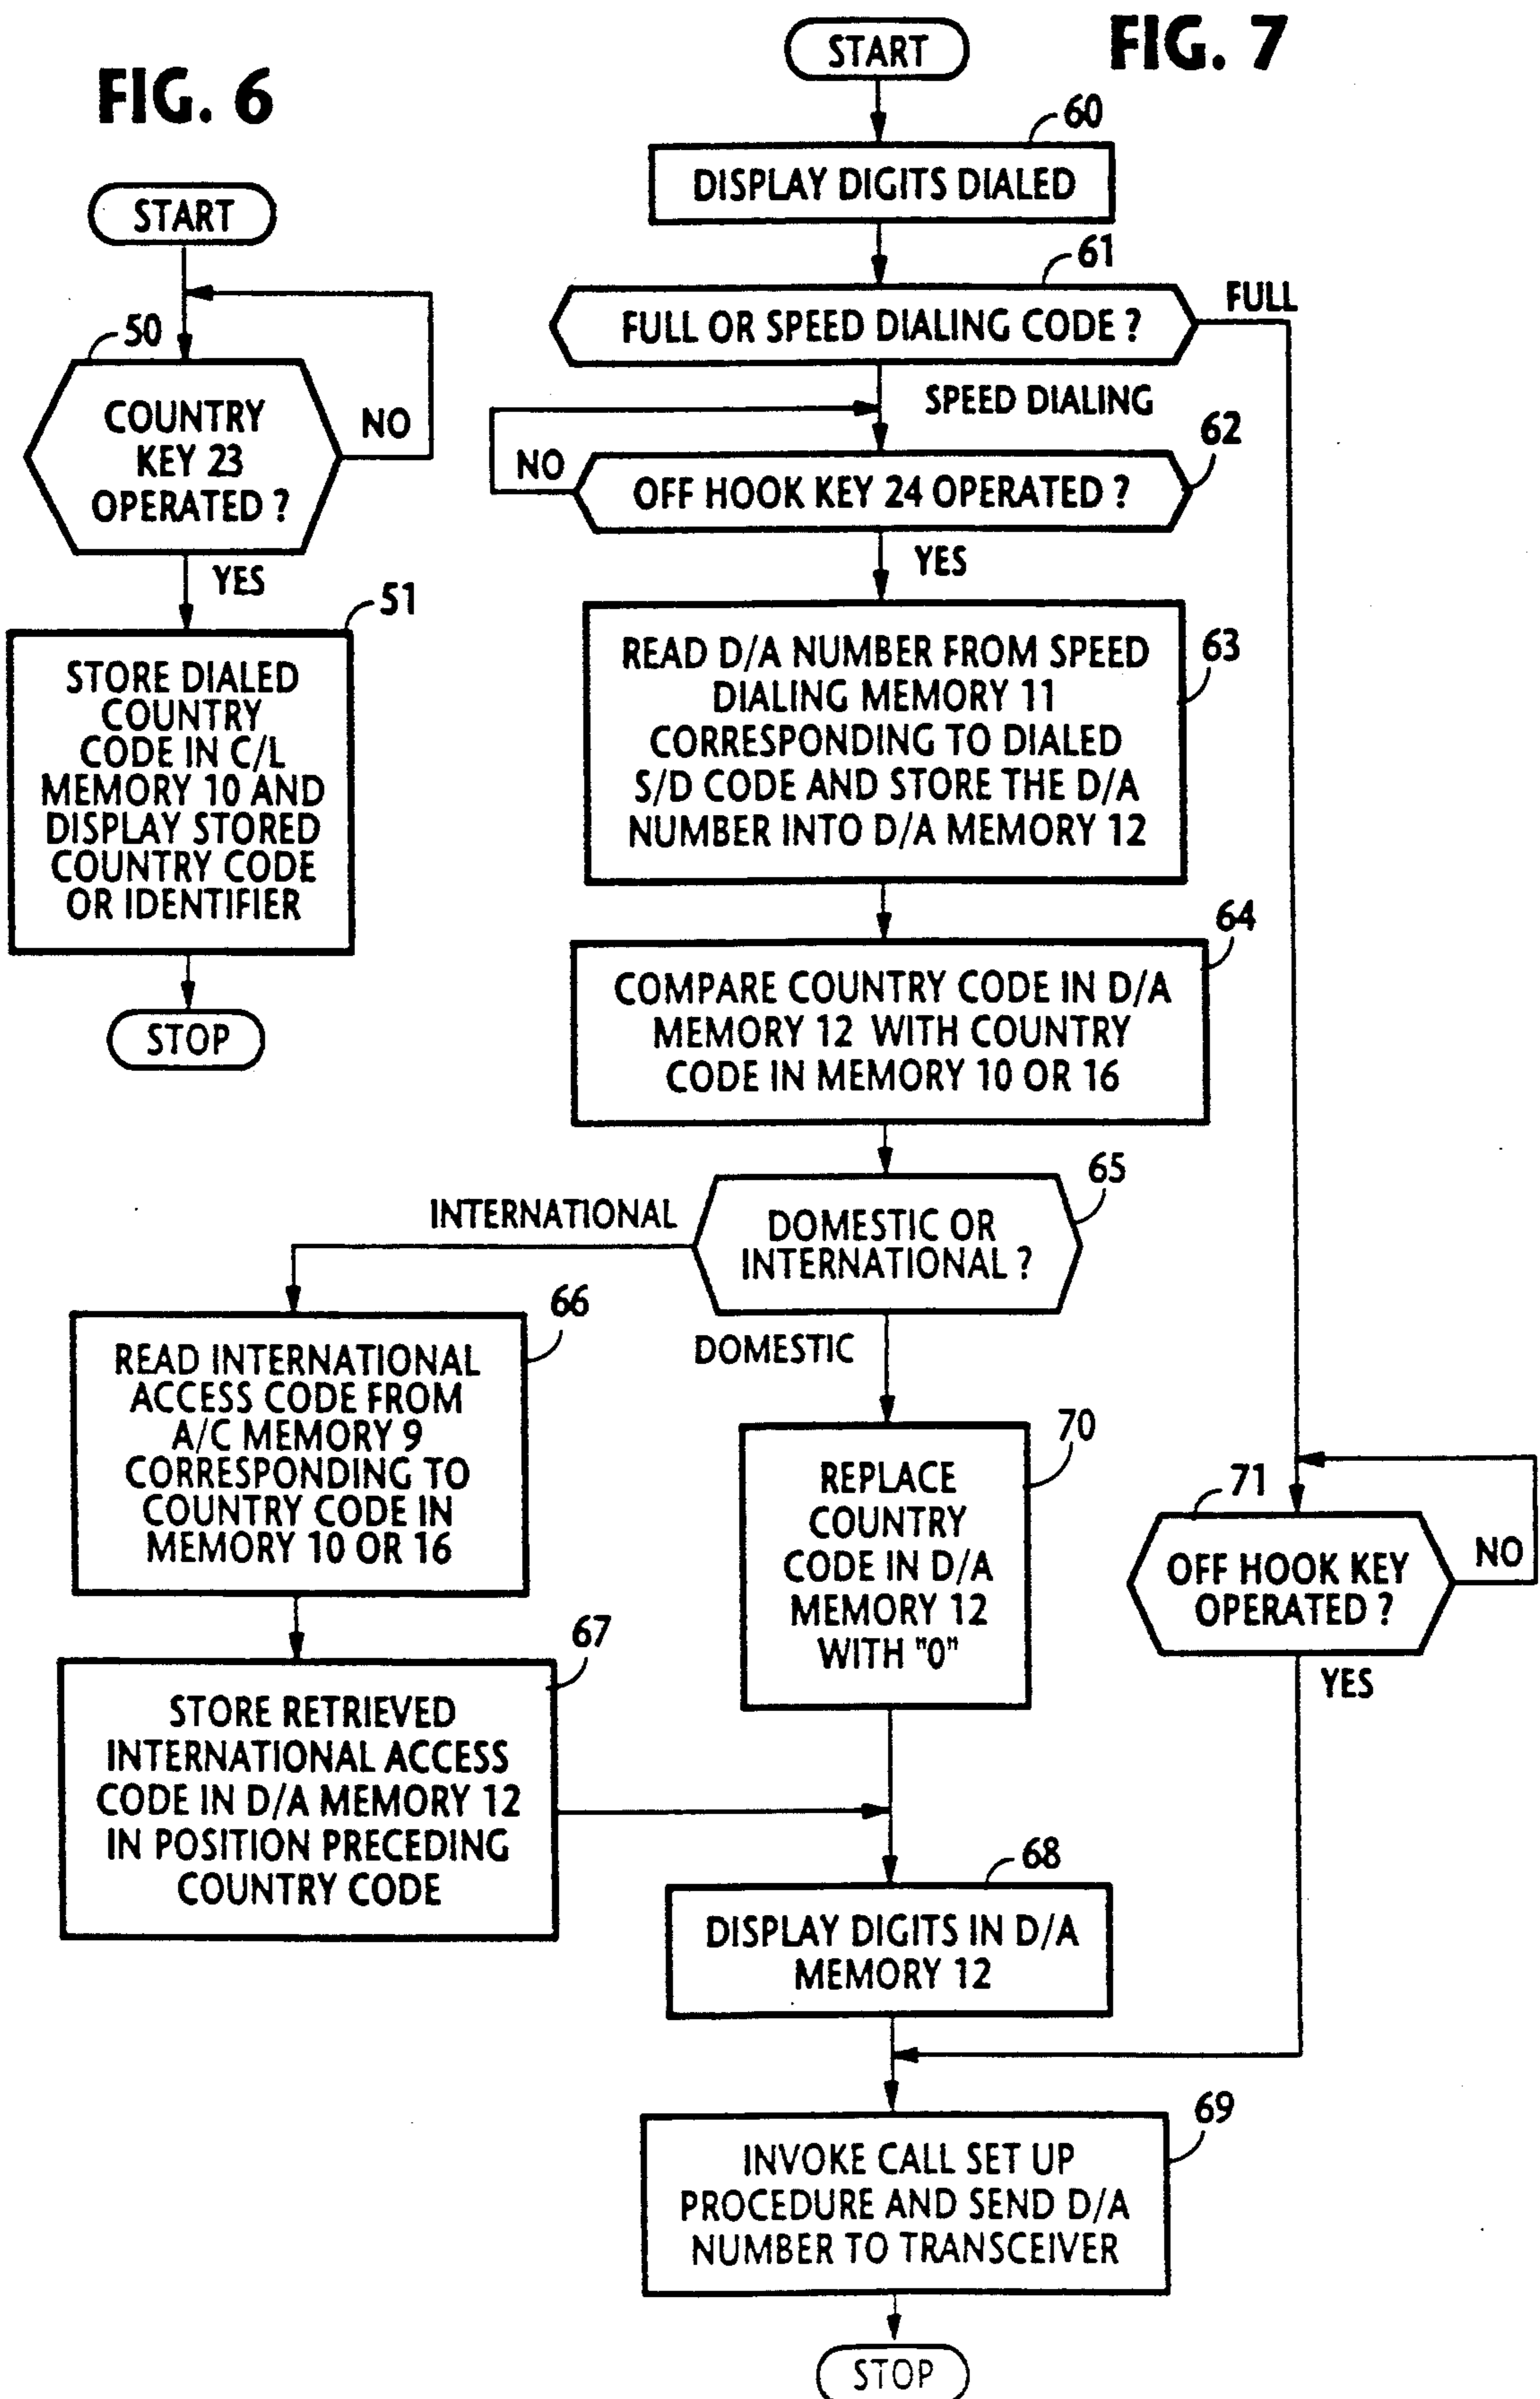 FIG. 6
START
50
COUNTRY
KEY 23
OPERATED ?
NO
YES
51
STORE DIALED
COUNTRY
CODE IN C/L
MEMORY 10 AND
DISPLAY STORED
COUNTRY CODE
OR IDENTIFIER
STOP
FIG. 7
START
60
DISPLAY DIGITS DIALED
61
FULL OR SPEED DIALING CODE ?
FULL
SPEED DIALING
62
NO
OFF HOOK KEY 24 OPERATED ?
YES
63
READ D/A NUMBER FROM SPEED
DIALING MEMORY 11
CORRESPONDING TO DIALED
S/D CODE AND STORE THE D/A
NUMBER INTO D/A MEMORY 12
64
COMPARE COUNTRY CODE IN D/A
MEMORY 12 WITH COUNTRY
CODE IN MEMORY 10 OR 16
65
DOMESTIC OR
INTERNATIONAL ?
INTERNATIONAL
DOMESTIC
66
READ INTERNATIONAL
ACCESS CODE FROM
A/C MEMORY 9
CORRESPONDING TO
COUNTRY CODE IN
MEMORY 10 OR 16
67
STORE RETRIEVED
INTERNATIONAL ACCESS
CODE IN D/A MEMORY 12
IN POSITION PRECEDING
COUNTRY CODE
70
REPLACE
COUNTRY
CODE IN D/A
MEMORY 12
WITH "0"
71
OFF HOOK KEY
OPERATED ?
NO
YES
68
DISPLAY DIGITS IN D/A
MEMORY 12
69
INVOKE CALL SET UP
PROCEDURE AND SEND D/A
NUMBER TO TRANSCEIVER
STOP